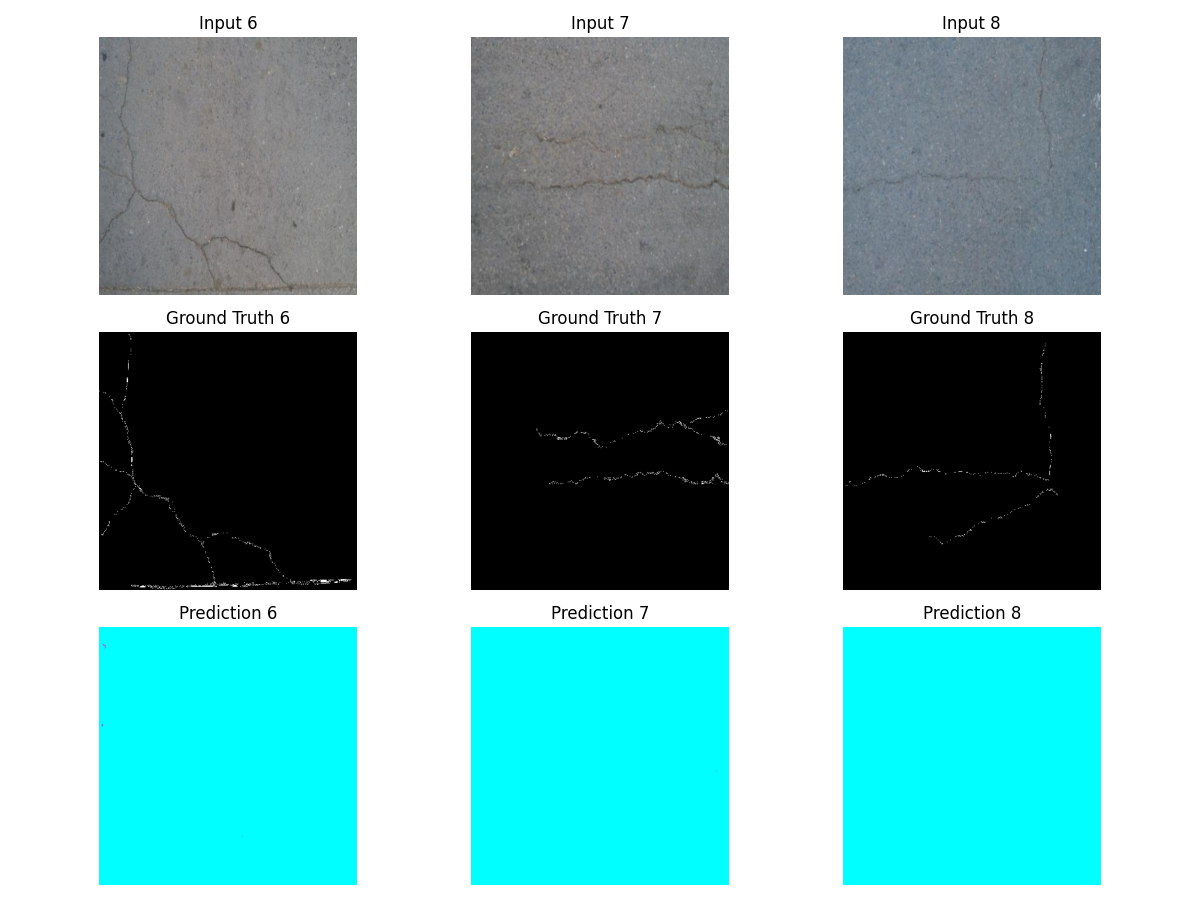 Input 6
Input 7
Input 8
Ground Truth 6
Ground Truth 7
Ground Truth 8
Prediction 6
Prediction 7
Prediction 8